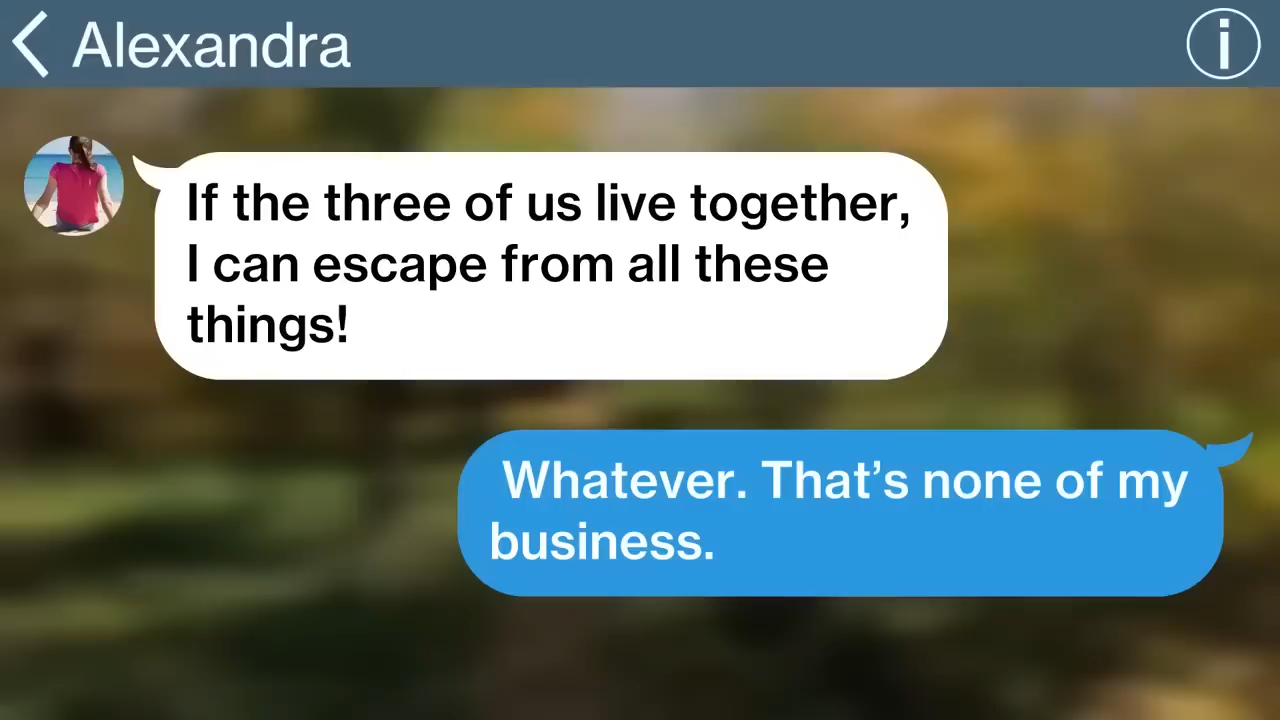 Alexandra
If the three of us live together,
I can escape from all these
things!
Whatever. That’s none of my
business.